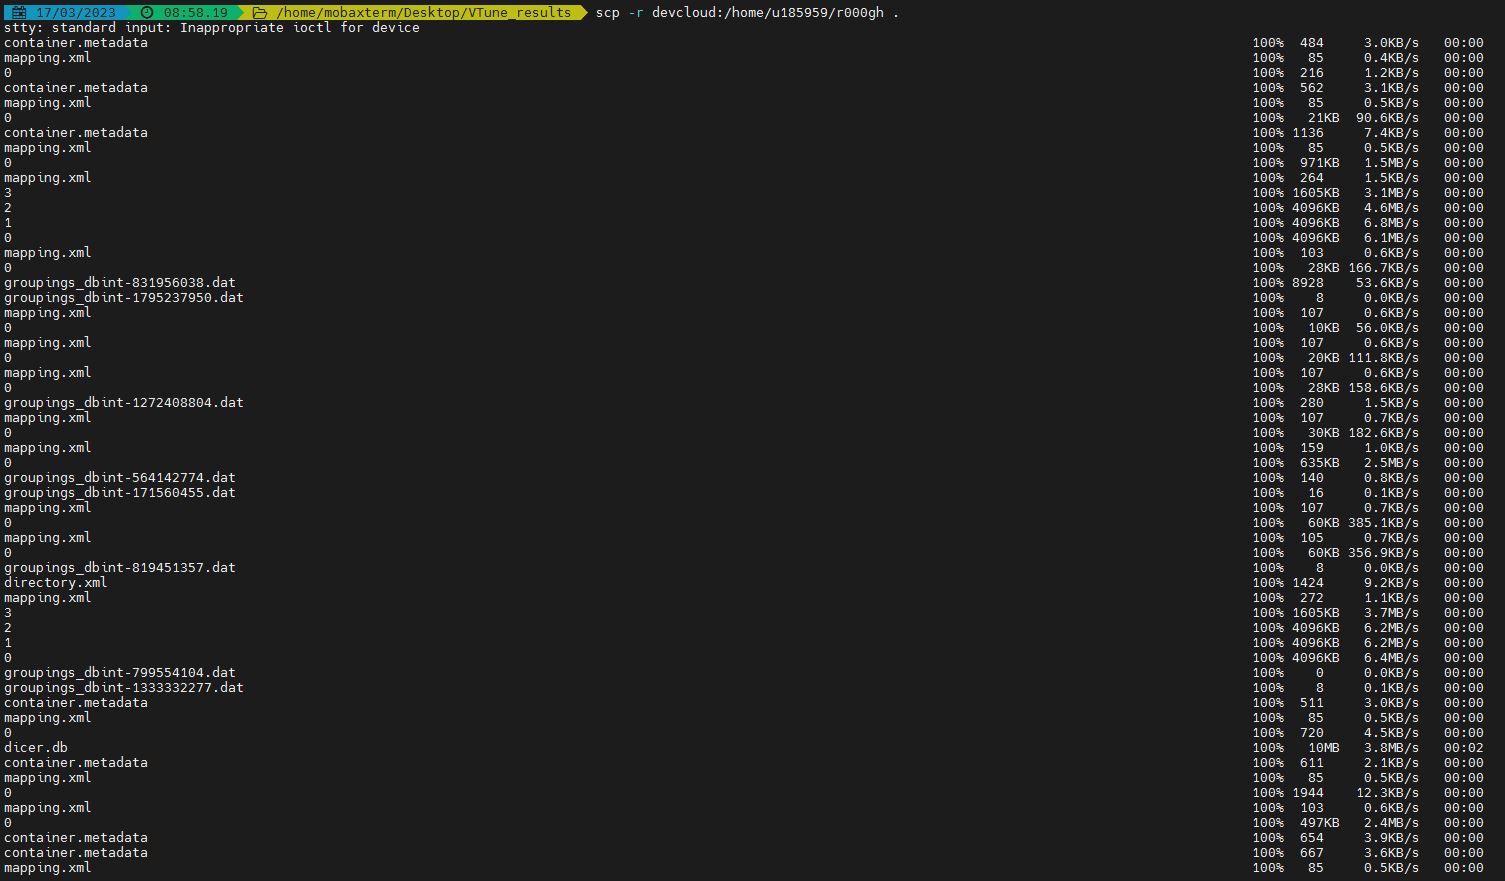 17/03/2023 08:58.19 /home/mobaxterm/Desktop/VTune_results scp -r devcloud:/home/u185959/r000gh .
stty: standard input: Inappropriate ioctl for device
container.metadata 100% 484 3.0KB/s 00:00
mapping.xml 100% 85 0.4KB/s 00:00
0 100% 216 1.2KB/s 00:00
container.metadata 100% 562 3.1KB/s 00:00
mapping.xml 100% 85 0.5KB/s 00:00
0 100% 21KB 90.6KB/s 00:00
container.metadata 100% 1136 7.4KB/s 00:00
mapping.xml 100% 85 0.5KB/s 00:00
0 100% 971KB 1.5MB/s 00:00
mapping.xml 100% 264 1.5KB/s 00:00
3 100% 1605KB 3.1MB/s 00:00
2 100% 4096KB 4.6MB/s 00:00
1 100% 4096KB 6.8MB/s 00:00
0 100% 4096KB 6.1MB/s 00:00
mapping.xml 100% 103 0.6KB/s 00:00
0 100% 28KB 166.7KB/s 00:00
groupings_dbint-831956038.dat 100% 8928 53.6KB/s 00:00
groupings_dbint-1795237950.dat 100% 8 0.0KB/s 00:00
mapping.xml 100% 107 0.6KB/s 00:00
0 100% 10KB 56.0KB/s 00:00
mapping.xml 100% 107 0.6KB/s 00:00
0 100% 20KB 111.8KB/s 00:00
mapping.xml 100% 107 0.6KB/s 00:00
0 100% 28KB 158.6KB/s 00:00
groupings_dbint-1272408804.dat 100% 280 1.5KB/s 00:00
mapping.xml 100% 107 0.7KB/s 00:00
0 100% 30KB 182.6KB/s 00:00
mapping.xml 100% 159 1.0KB/s 00:00
0 100% 635KB 2.5MB/s 00:00
groupings_dbint-564142774.dat 100% 140 0.8KB/s 00:00
groupings_dbint-171560455.dat 100% 16 0.1KB/s 00:00
mapping.xml 100% 107 0.7KB/s 00:00
0 100% 60KB 385.1KB/s 00:00
mapping.xml 100% 105 0.7KB/s 00:00
0 100% 60KB 356.9KB/s 00:00
groupings_dbint-819451357.dat 100% 8 0.0KB/s 00:00
directory.xml 100% 1424 9.2KB/s 00:00
mapping.xml 100% 272 1.1KB/s 00:00
3 100% 1605KB 3.7MB/s 00:00
2 100% 4096KB 6.2MB/s 00:00
1 100% 4096KB 6.2MB/s 00:00
0 100% 4096KB 6.4MB/s 00:00
groupings_dbint-799554104.dat 100% 0 0.0KB/s 00:00
groupings_dbint-1333332277.dat 100% 8 0.1KB/s 00:00
container.metadata 100% 511 3.0KB/s 00:00
mapping.xml 100% 85 0.5KB/s 00:00
0 100% 720 4.5KB/s 00:00
dicer.db 100% 10MB 3.8MB/s 00:02
container.metadata 100% 611 2.1KB/s 00:00
mapping.xml 100% 85 0.5KB/s 00:00
0 100% 1944 12.3KB/s 00:00
mapping.xml 100% 103 0.6KB/s 00:00
0 100% 497KB 2.4MB/s 00:00
container.metadata 100% 654 3.9KB/s 00:00
container.metadata 100% 667 3.6KB/s 00:00
mapping.xml 100% 85 0.5KB/s 00:00